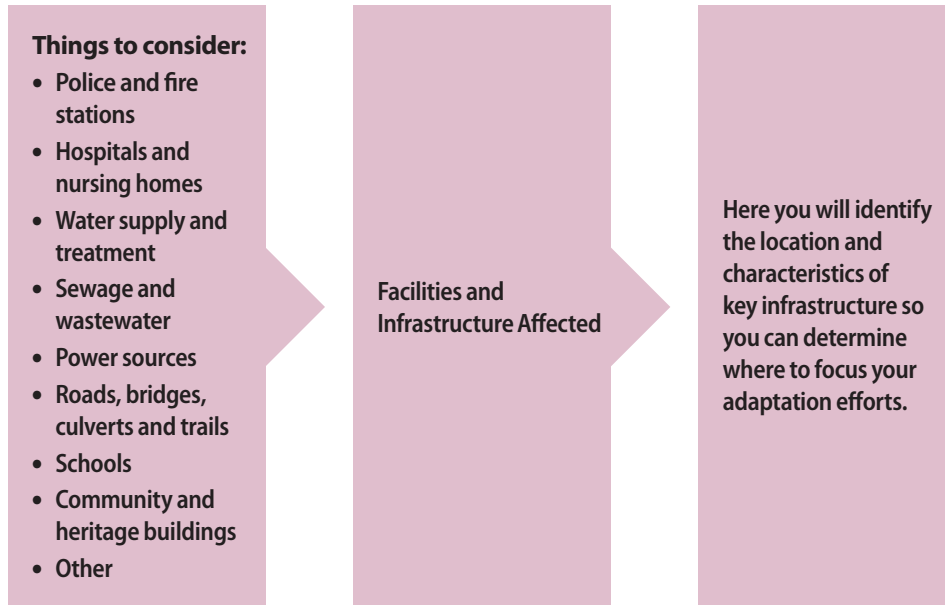 Things to consider:
• Police and fire
stations
• Hospitals and
nursing homes
• Water supply and
treatment
• Sewage and
wastewater
• Power sources
• Roads, bridges,
culverts and trails
• Schools
• Community and
heritage buildings
• Other
Facilities and
Infrastructure Affected
Here you will identify
the location and
characteristics of
key infrastructure so
you can determine
where to focus your
adaptation efforts.